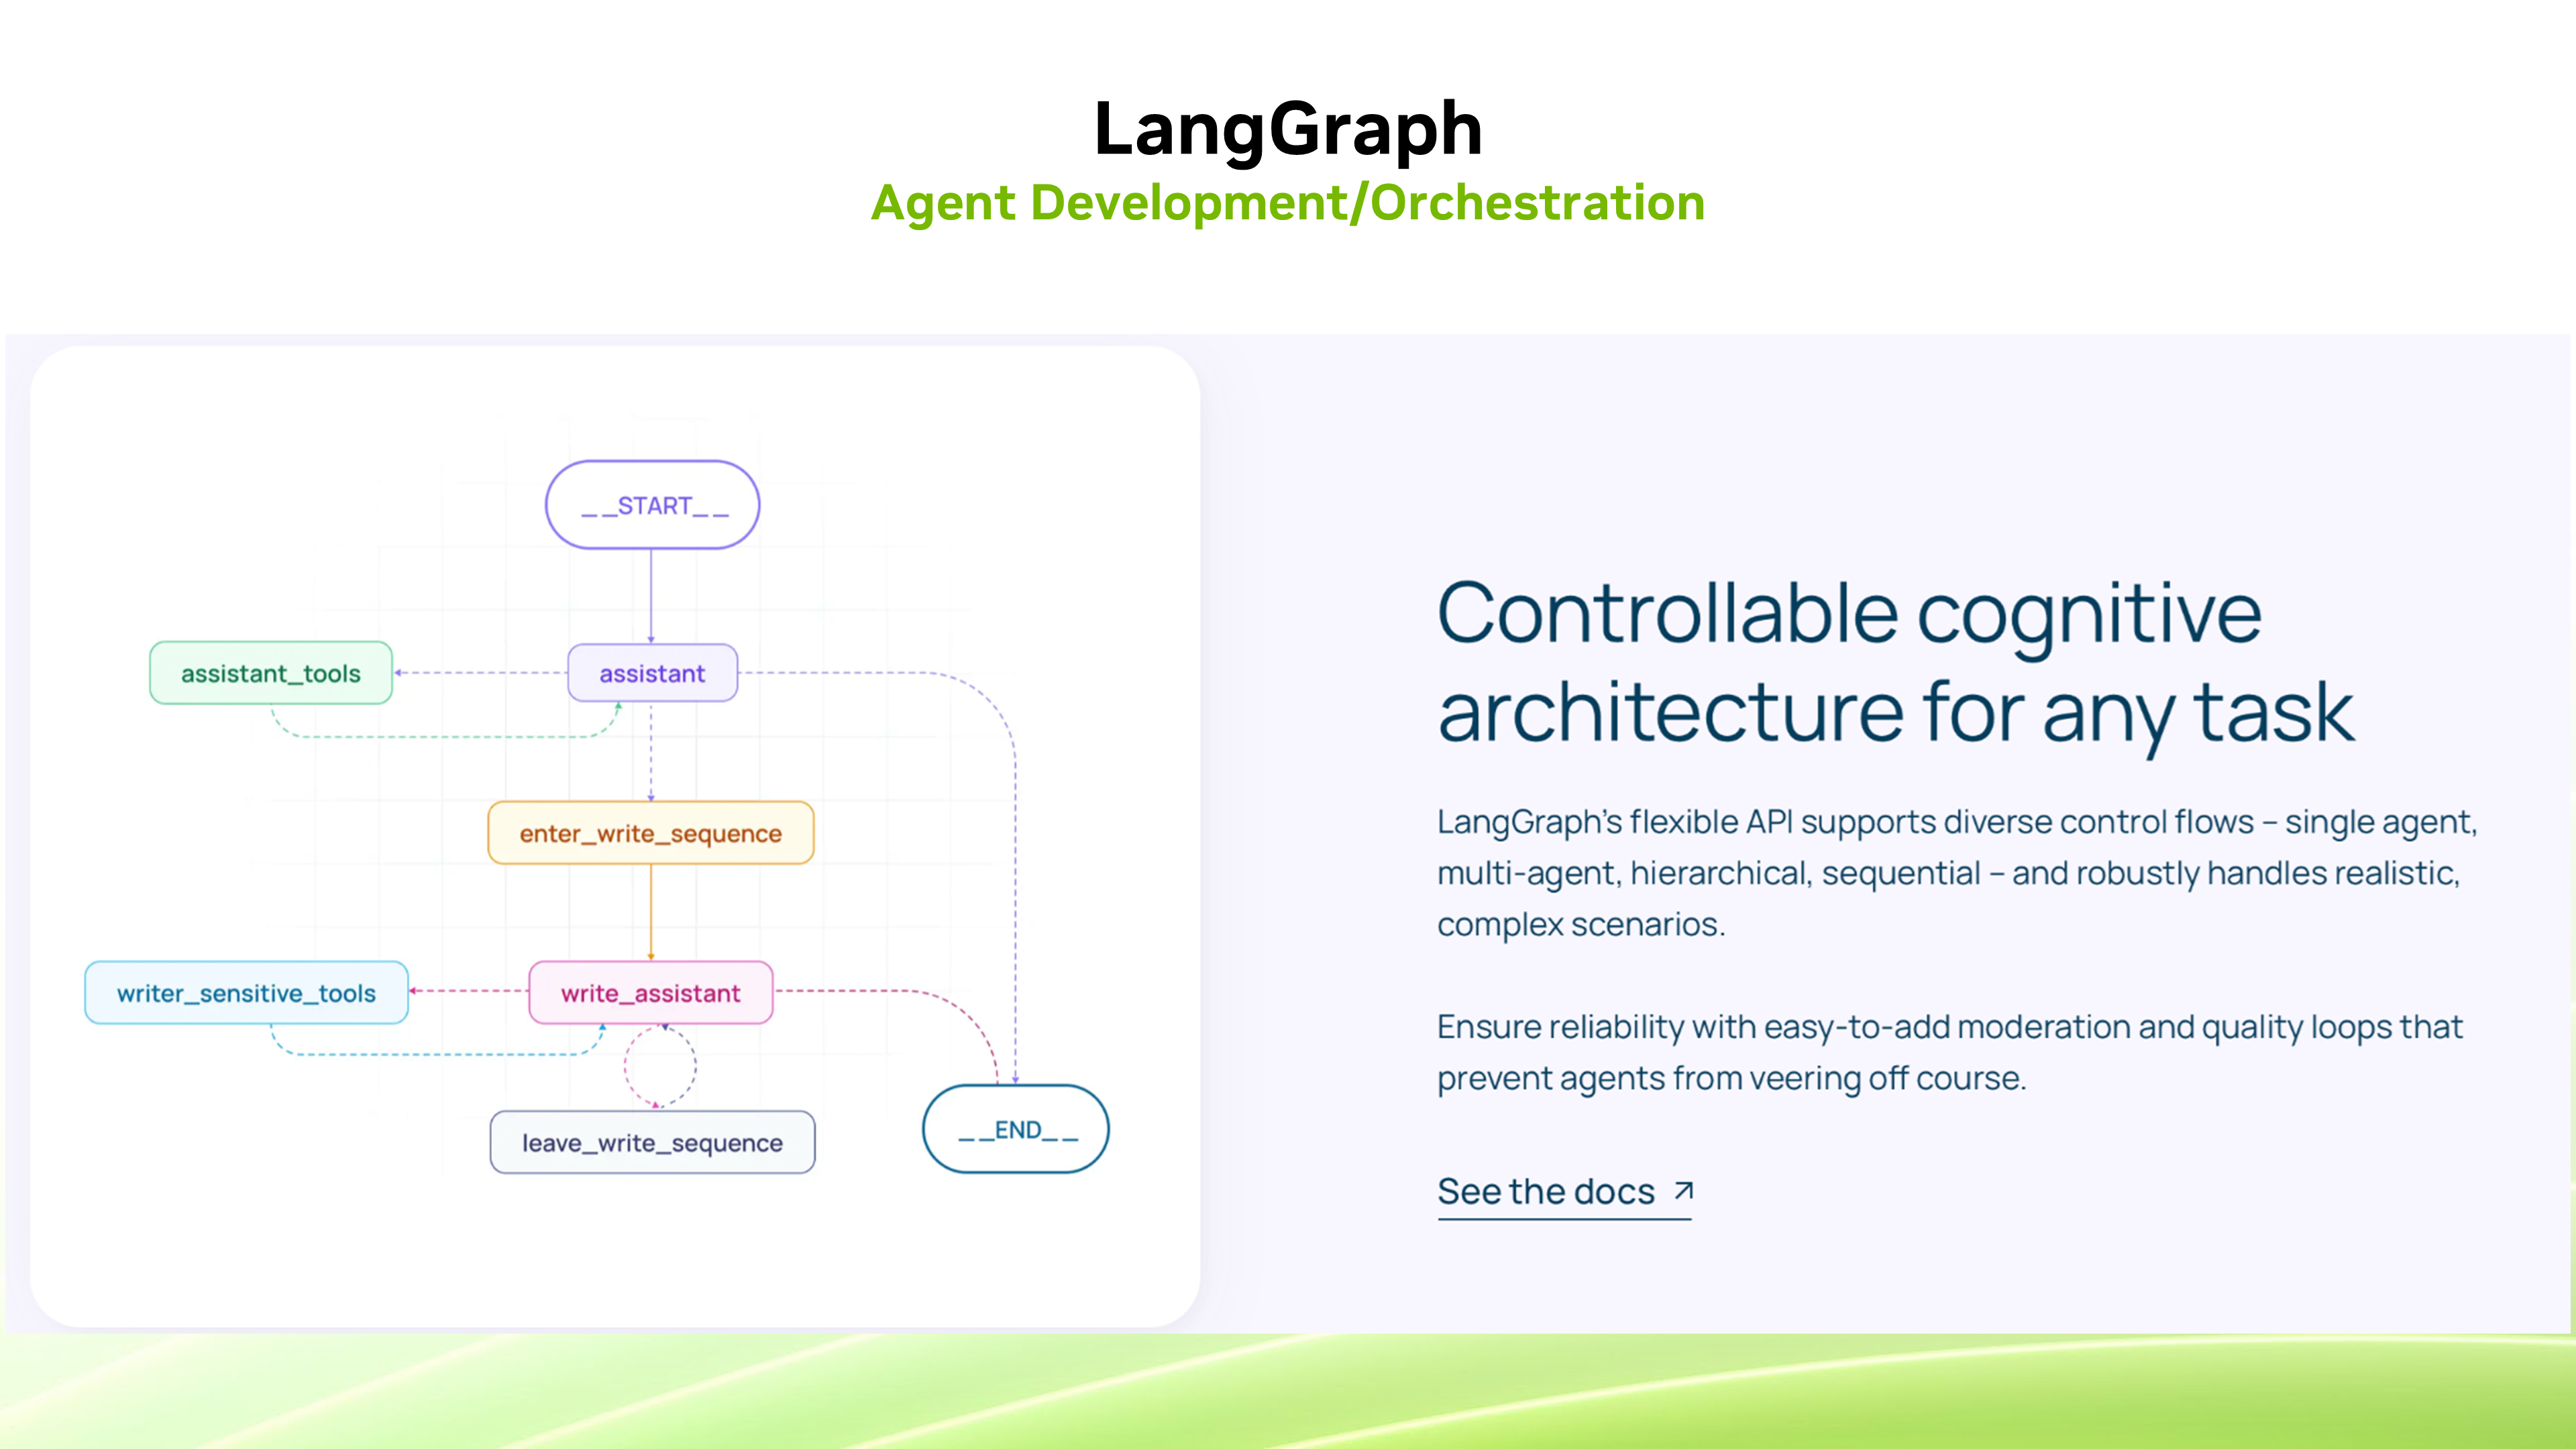 LangGraph
Agent Development/Orchestration
__START__
assistant_tools
assistant
enter_write_sequence
writer_sensitive_tools
write_assistant
leave_write_sequence
__END__
Controllable cognitive
architecture for any task
LangGraph’s flexible API supports diverse control flows – single agent,
multi-agent, hierarchical, sequential – and robustly handles realistic,
complex scenarios.
Ensure reliability with easy-to-add moderation and quality loops that
prevent agents from veering off course.
See the docs ↗